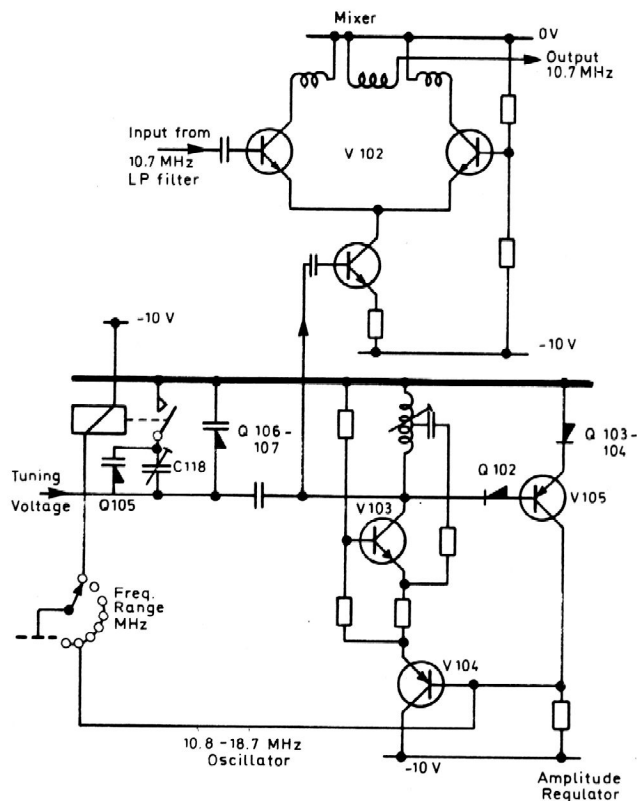 Mixer
0V
Output
10.7 MHz
Input from
10.7 MHz
LP filter
V 102
-10 V
-10 V
Q 106-
107
Q 103-
104
C118
Q105
Q 102
Tuning
Voltage
V103
V105
Freq.
Range
MHz
V 104
10.8 - 18.7 MHz
Oscillator
-10 V
Amplitude
Regulator